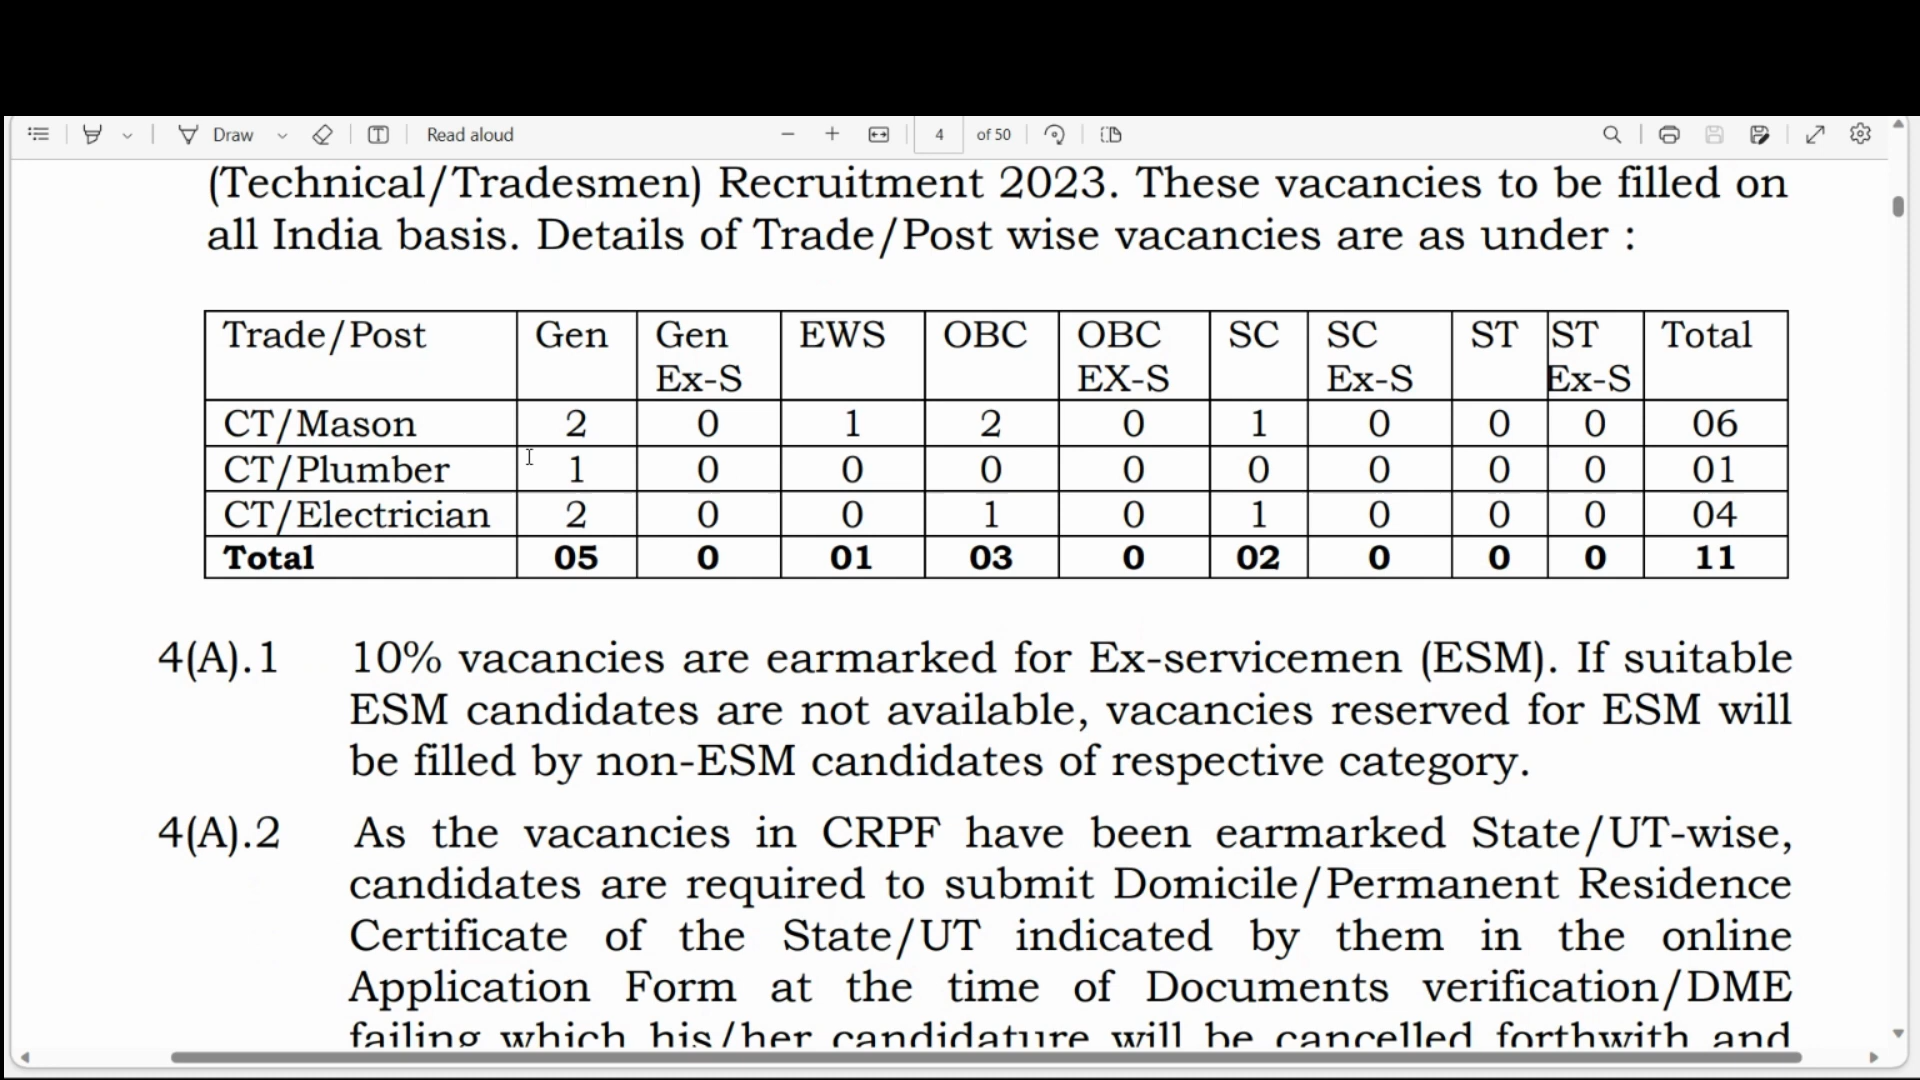 Draw
Read aloud
4 of 50
(Technical/Tradesmen) Recruitment 2023. These vacancies to be filled on
all India basis. Details of Trade/Post wise vacancies are as under :
Trade/Post Gen Gen Ex-S EWS OBC OBC EX-S SC SC Ex-S ST ST Ex-S Total
CT/Mason 2 0 1 2 0 1 0 0 0 06
CT/Plumber 1 0 0 0 0 0 0 0 0 01
CT/Electrician 2 0 0 1 0 1 0 0 0 04
Total 05 0 01 03 0 02 0 0 0 11
4(A).1 10% vacancies are earmarked for Ex-servicemen (ESM). If suitable
ESM candidates are not available, vacancies reserved for ESM will
be filled by non-ESM candidates of respective category.
4(A).2 As the vacancies in CRPF have been earmarked State/UT-wise,
candidates are required to submit Domicile/Permanent Residence
Certificate of the State/UT indicated by them in the online
Application Form at the time of Documents verification/DME
failing which his/her candidature will be cancelled forthwith and